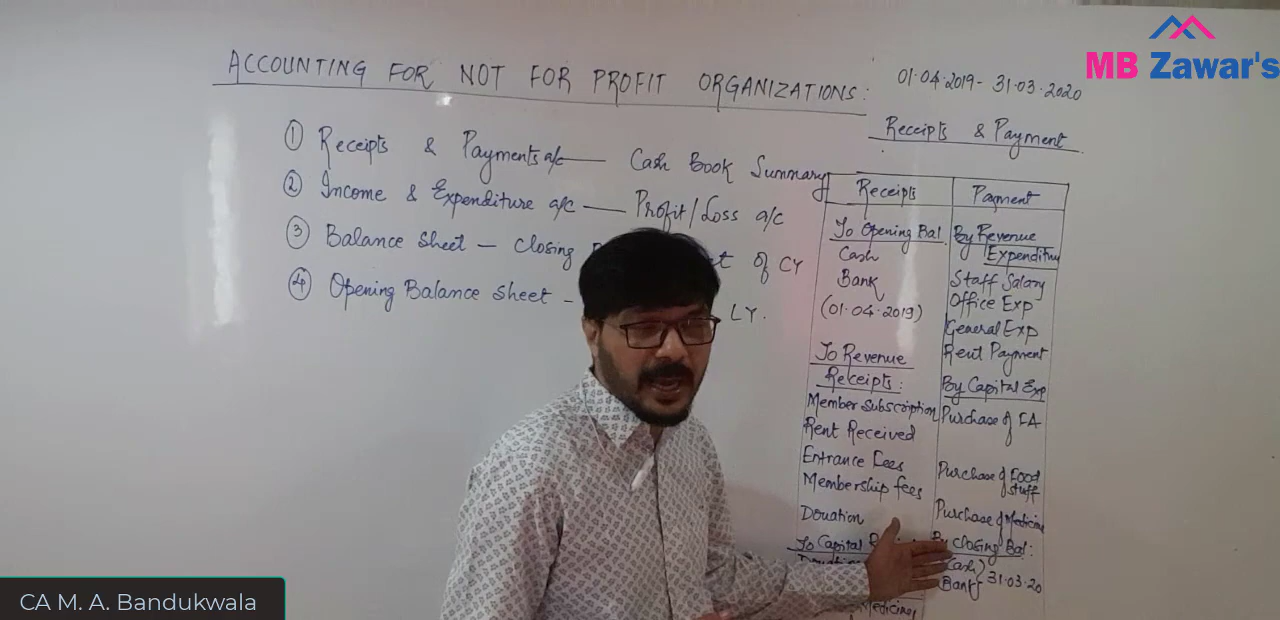 MB Zawar's
ACCOUNTING FOR NOT FOR PROFIT ORGANIZATIONS:
01.04.2019 - 31.03.2020
Receipts & Payment
① Receipts & Payments a/c — Cash Book Summary
② Income & Expenditure a/c — Profit/Loss a/c
③ Balance Sheet — Closing of CY
④ Opening Balance Sheet - LY.
Receipts
To Opening Bal.
Cash
Bank
(01.04.2019)
To Revenue
Receipts:
Member Subscription
Rent Received
Entrance Fees
Membership fees
Donation
To Capital
Payment
By Revenue
Expenditure
Staff Salary
Office Exp
General Exp
Rent Payment
By Capital Exp
Purchase of FA
Purchase of Food
stuff
Purchase of Medicine
By Closing Bal:
Cash
Bank 31.03.20
CA M. A. Bandukwala